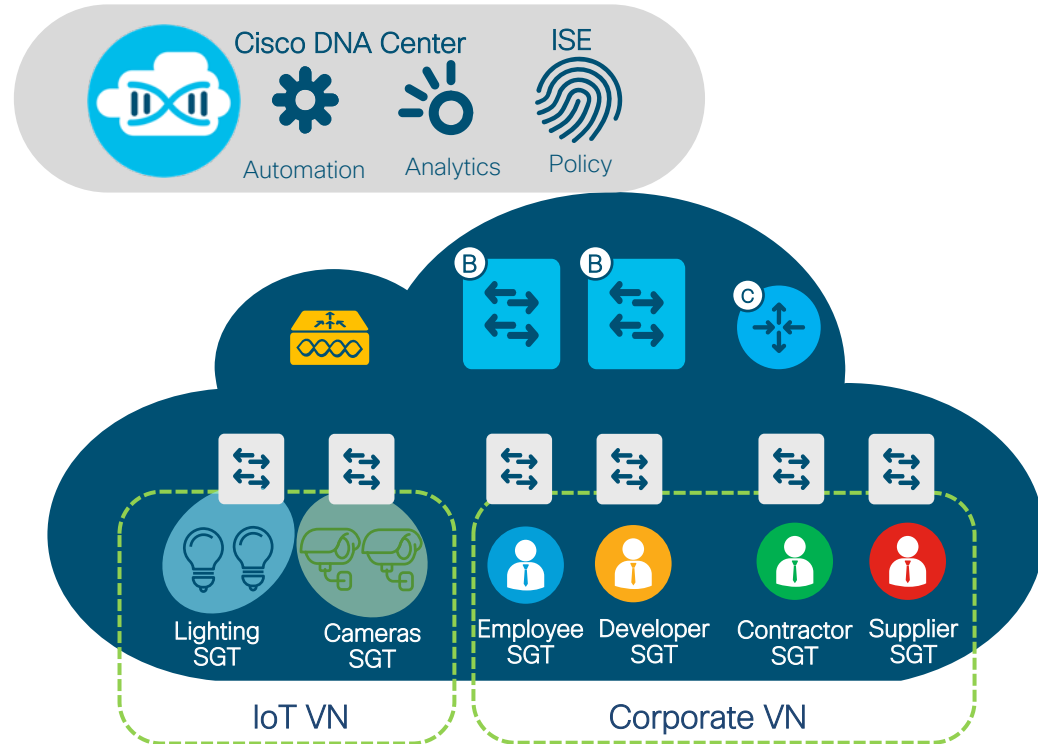 Cisco DNA Center
ISE
Automation
Analytics
Policy
B
B
C
Lighting
SGT
Cameras
SGT
Employee
SGT
Developer
SGT
Contractor
SGT
Supplier
SGT
IoT VN
Corporate VN